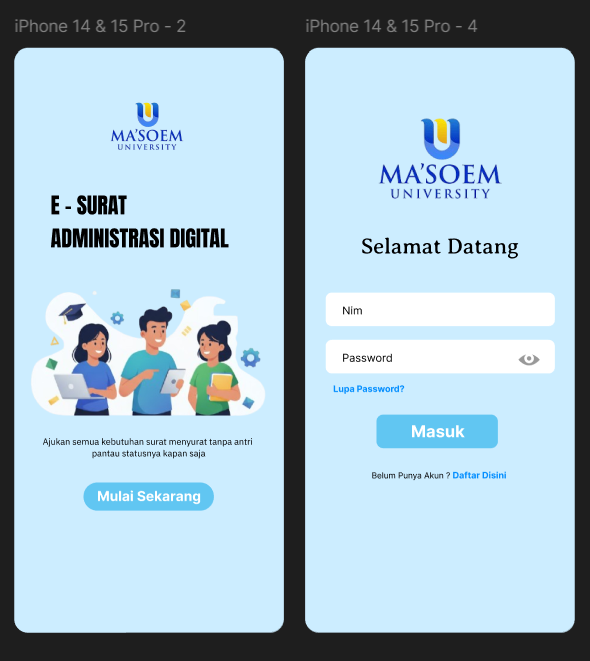 iPhone 14 & 15 Pro - 2
MA'SOEM
UNIVERSITY
E - SURAT
ADMINISTRASI DIGITAL
Ajukan semua kebutuhan surat menyurat tanpa antri
pantau statusnya kapan saja
Mulai Sekarang
iPhone 14 & 15 Pro - 4
MA'SOEM
UNIVERSITY
Selamat Datang
Nim
Password
Lupa Password?
Masuk
Belum Punya Akun ? Daftar Disini